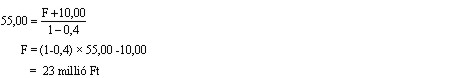 55,00 = F+10,00 / 1−0,4
F = (1-0,4) × 55,00 -10,00
= 23 millió Ft